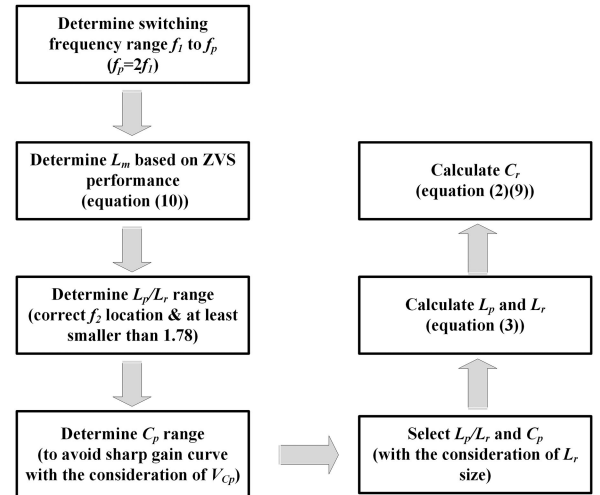 Determine switching
frequency range f₁ to fₚ
(fₚ=2f₁)
Determine Lₘ based on ZVS
performance
(equation (10))
Determine Lₚ/Lᵣ range
(correct f₂ location & at least
smaller than 1.78)
Determine Cₚ range
(to avoid sharp gain curve
with the consideration of V_Cp)
Select Lₚ/Lᵣ and Cₚ
(with the consideration of Lᵣ
size)
Calculate Lₚ and Lᵣ
(equation (3))
Calculate Cᵣ
(equation (2)(9))